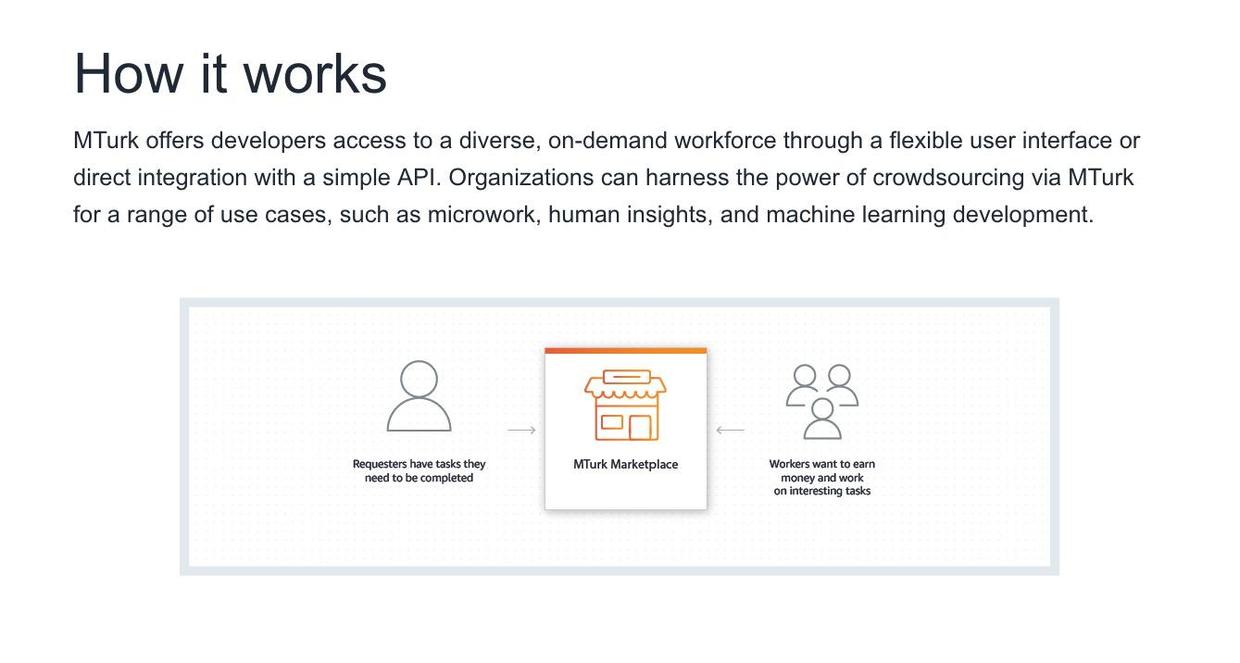 How it works
MTurk offers developers access to a diverse, on-demand workforce through a flexible user interface or
direct integration with a simple API. Organizations can harness the power of crowdsourcing via MTurk
for a range of use cases, such as microwork, human insights, and machine learning development.
Requesters have tasks they
need to be completed
MTurk Marketplace
Workers want to earn
money and work
on interesting tasks